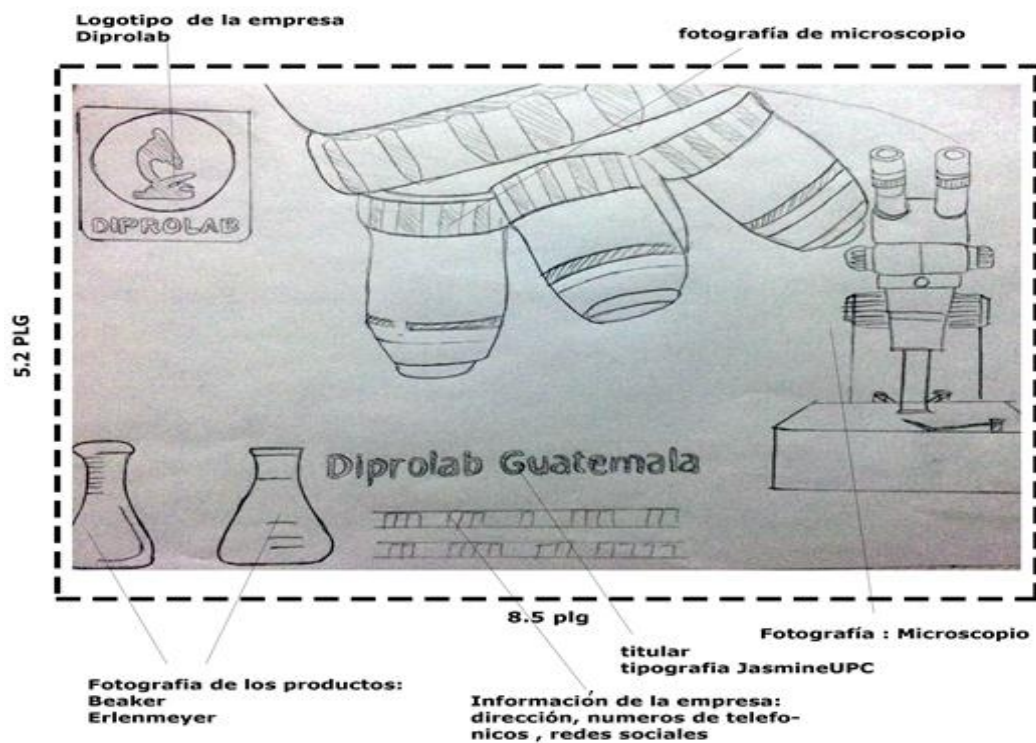 Logotipo de la empresa
Diprolab
fotografía de microscopio
DIPROLAB
5.2 PLG
Diprolab Guatemala
8.5 plg
Fotografía : Microscopio
titular
tipografia JasmineUPC
Fotografia de los productos:
Beaker
Erlenmeyer
Información de la empresa:
dirección, numeros de telefo-
nicos , redes sociales